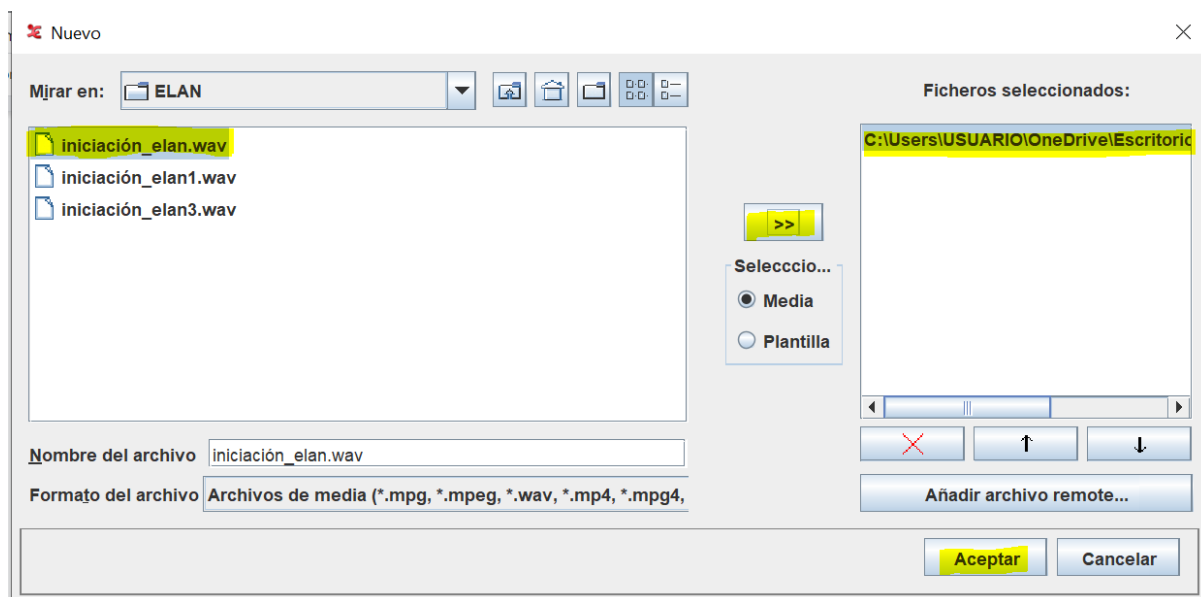 Nuevo
Mirar en: ELAN
Ficheros seleccionados:
iniciación_elan.wav
iniciación_elan1.wav
iniciación_elan3.wav
C:\Users\USUARIO\OneDrive\Escritorio
>>
Selecccio...
Media
Plantilla
Nombre del archivo iniciación_elan.wav
Formato del archivo Archivos de media (*.mpg, *.mpeg, *.wav, *.mp4, *.mpg4,
Añadir archivo remote...
Aceptar Cancelar